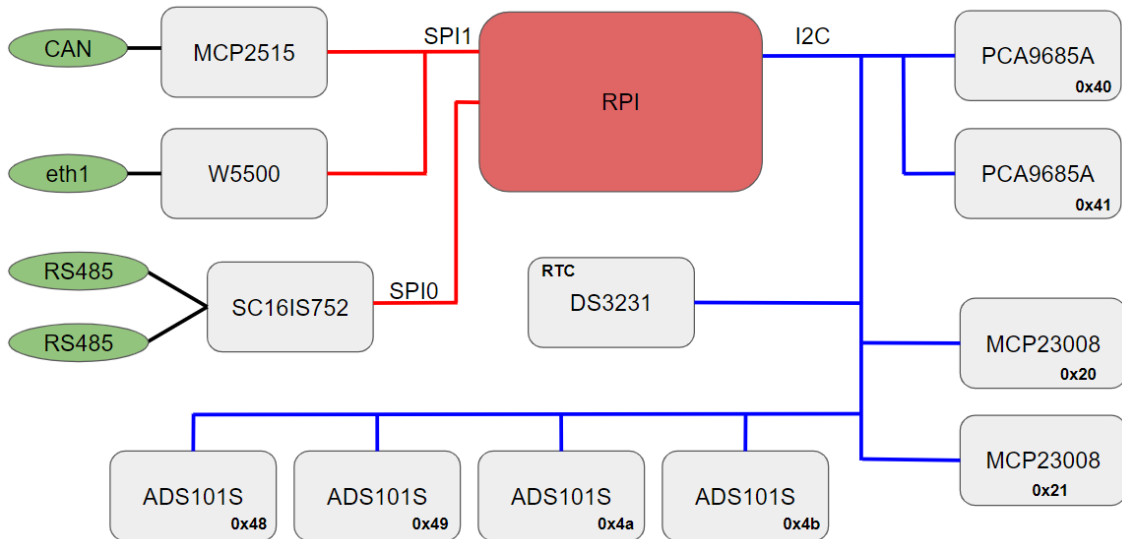 CAN
MCP2515
SPI1
RPI
I2C
PCA9685A
0x40
eth1
W5500
PCA9685A
0x41
RS485
RS485
SC16IS752
SPI0
RTC
DS3231
MCP23008
0x20
MCP23008
0x21
ADS101S
0x48
ADS101S
0x49
ADS101S
0x4a
ADS101S
0x4b